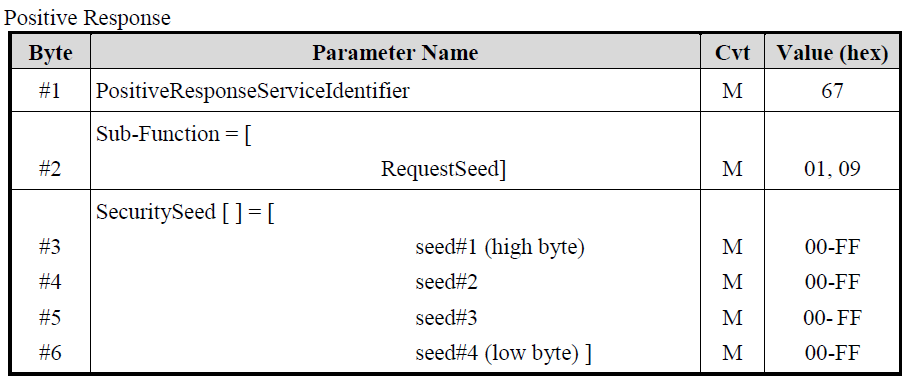 Positive Response
Byte Parameter Name Cvt Value (hex)
#1 PositiveResponseServiceIdentifier M 67
Sub-Function = [
#2 RequestSeed] M 01, 09
SecuritySeed [ ] = [
#3 seed#1 (high byte) M 00-FF
#4 seed#2 M 00-FF
#5 seed#3 M 00- FF
#6 seed#4 (low byte) ] M 00-FF